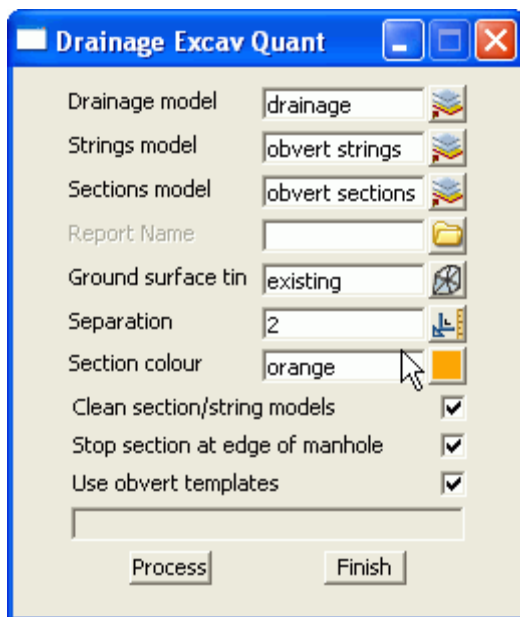 Drainage Excav Quant
Drainage model drainage
Strings model obvert strings
Sections model obvert sections
Report Name
Ground surface tin existing
Separation 2
Section colour orange
Clean section/string models
Stop section at edge of manhole
Use obvert templates
Process Finish